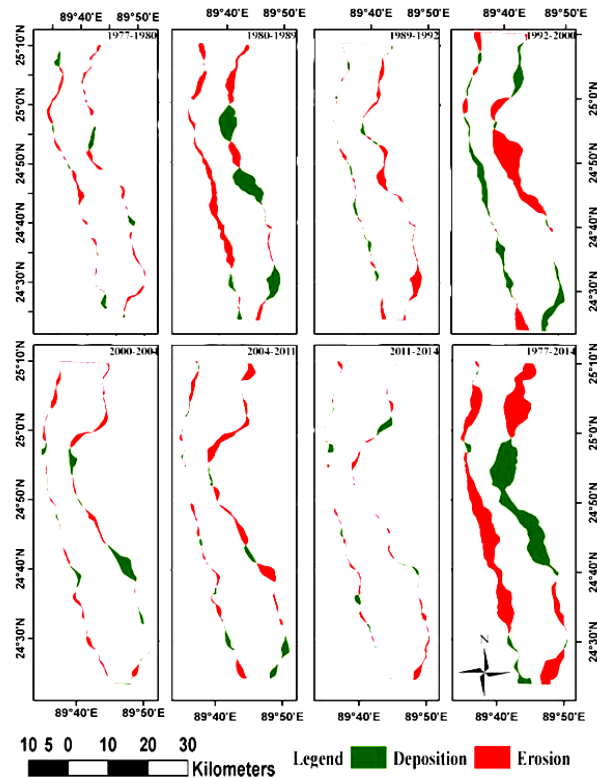 89°40'E 89°50'E 89°40'E 89°50'E 89°40'E 89°50'E 89°40'E 89°50'E
1977-1980 1980-1989 1989-1992 1992-2000
25°10'N
25°0'N 25°0'N
24°50'N 24°50'N
24°40'N 24°40'N
24°30'N 24°30'N
2000-2004 2004-2011 2011-2014 1977-2014
25°10'N 25°10'N
25°0'N 25°0'N
24°50'N 24°50'N
24°40'N 24°40'N
24°30'N 24°30'N
N
89°40'E 89°50'E 89°40'E 89°50'E 89°40'E 89°50'E 89°40'E 89°50'E
10 5 0 10 20 30
Kilometers
Legend Deposition Erosion